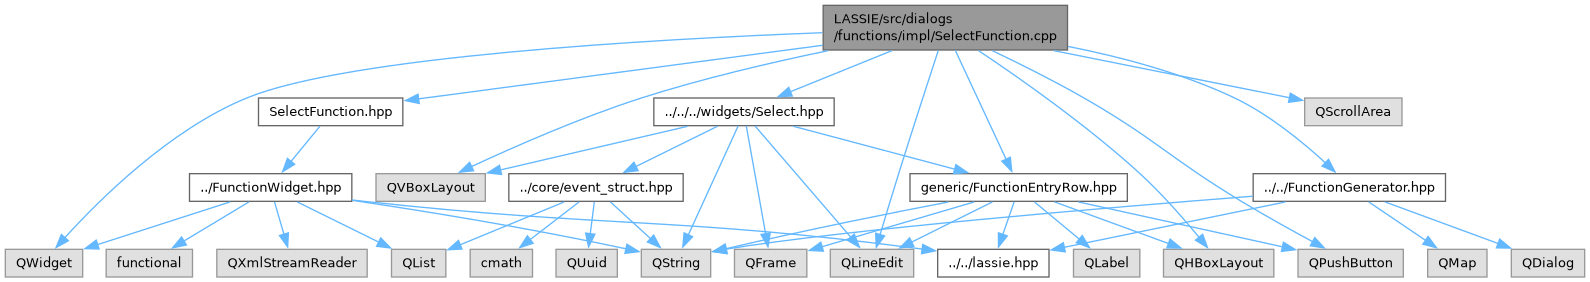 LASSIE/src/dialogs
/functions/impl/SelectFunction.cpp
SelectFunction.hpp
../../../widgets/Select.hpp
QScrollArea
../FunctionWidget.hpp
QVBoxLayout
../core/event_struct.hpp
generic/FunctionEntryRow.hpp
../../FunctionGenerator.hpp
QWidget
functional
QXmlStreamReader
QList
cmath
QUuid
QString
QFrame
QLineEdit
../../lassie.hpp
QLabel
QHBoxLayout
QPushButton
QMap
QDialog